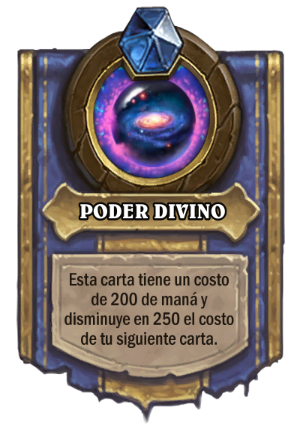 PODER DIVINO
Esta carta tiene un costo
de 200 de maná y
disminuye en 250 el costo
de tu siguiente carta.